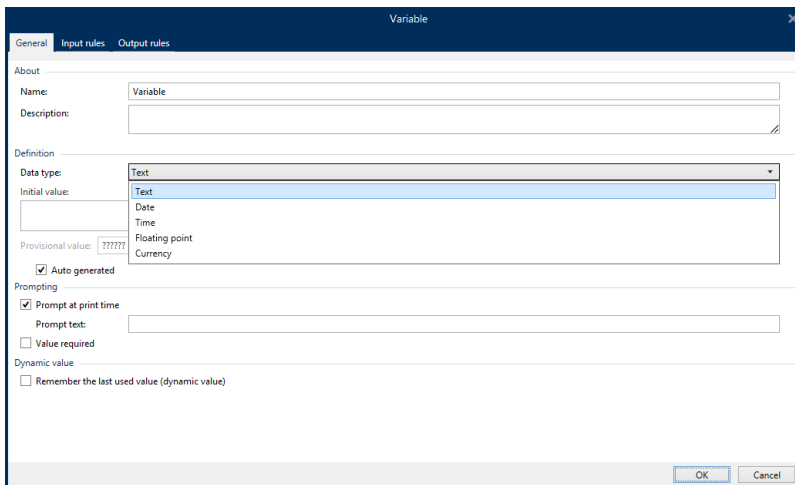 Variable
General Input rules Output rules
About
Name: Variable
Description:
Definition
Data type: Text
Initial value:
Text
Date
Time
Floating point
Currency
Provisional value: ??????
Auto generated
Prompting
Prompt at print time
Prompt text:
Value required
Dynamic value
Remember the last used value (dynamic value)
OK Cancel